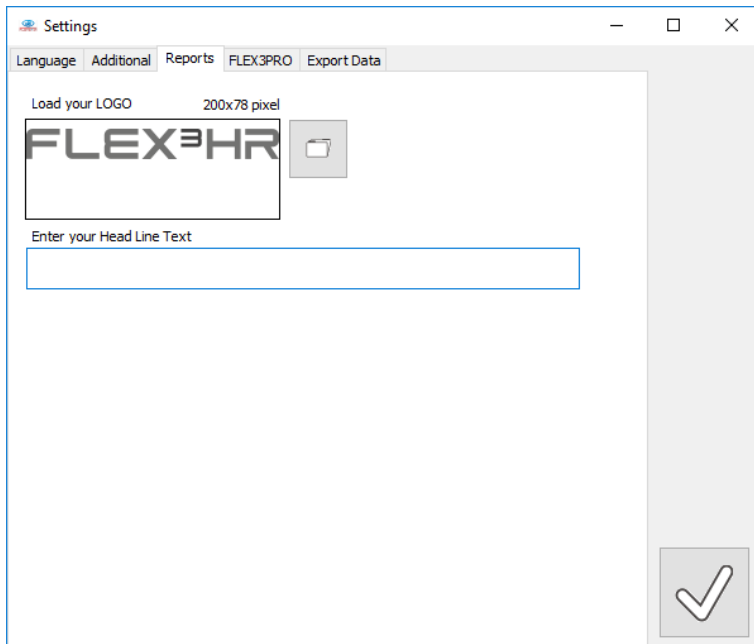 Settings
Language Additional Reports FLEX3PRO Export Data
Load your LOGO 200x78 pixel
FLEX³HR
Enter your Head Line Text